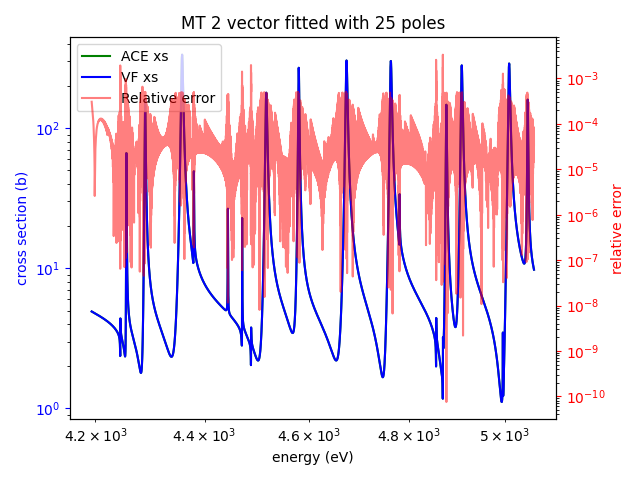 MT 2 vector fitted with 25 poles
ACE xs
VF xs
Relative error
cross section (b)
10²
10¹
10⁰
relative error
10⁻³
10⁻⁴
10⁻⁵
10⁻⁶
10⁻⁷
10⁻⁸
10⁻⁹
10⁻¹⁰
4.2 × 10³ 4.4 × 10³ 4.6 × 10³ 4.8 × 10³ 5 × 10³
energy (eV)